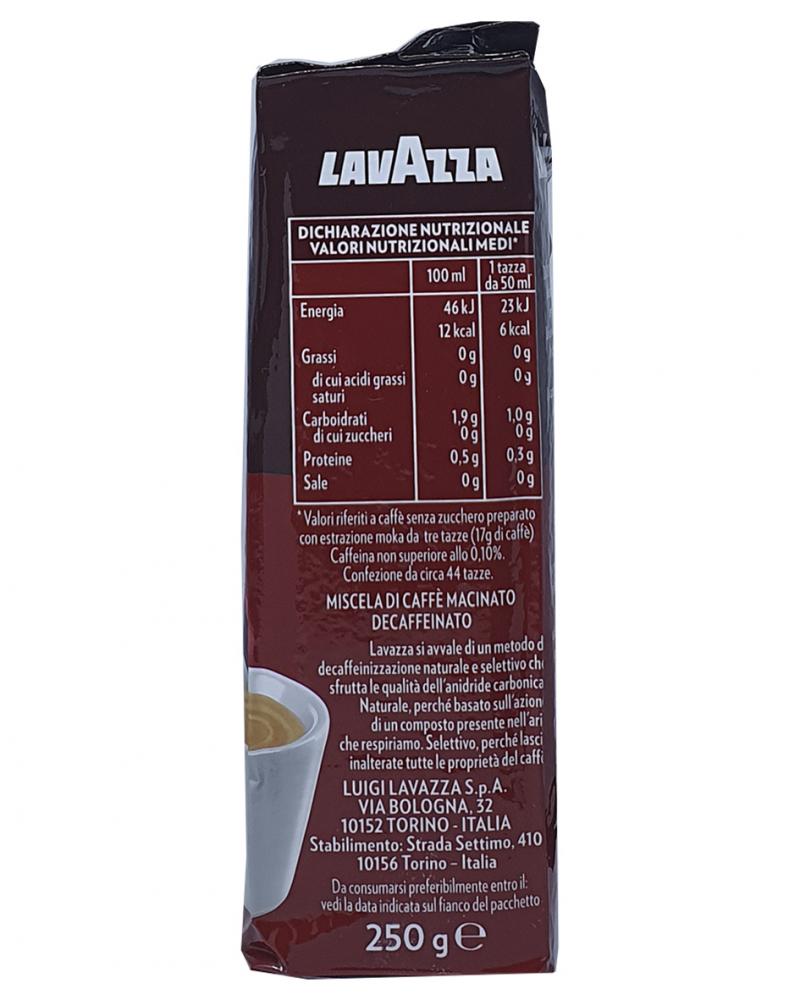 LAVAZZA
DICHIARAZIONE NUTRIZIONALE
VALORI NUTRIZIONALI MEDI*
100 ml 1 tazza da 50 ml
Energia 46 kJ 23 kJ
12 kcal 6 kcal
Grassi 0 g 0 g
di cui acidi grassi 0 g 0 g
saturi
Carboidrati 1,9 g 1,0 g
di cui zuccheri 0 g 0 g
Proteine 0,5 g 0,3 g
Sale 0 g 0 g
* Valori riferiti a caffè senza zucchero preparato
con estrazione moka da tre tazze (17g di caffè)
Caffeina non superiore allo 0,10%.
Confezione da circa 44 tazze.
MISCELA DI CAFFÈ MACINATO
DECAFFEINATO
Lavazza si avvale di un metodo d
decaffeinizzazione naturale e selettivo ch
sfrutta le qualità dell'anidride carbonica
Naturale, perché basato sull'azion
di un composto presente nell'ari
che respiriamo. Selettivo, perché lasci
inalterate tutte le proprietà del caff
LUIGI LAVAZZA S.p.A.
VIA BOLOGNA, 32
10152 TORINO - ITALIA
Stabilimento: Strada Settimo, 410
10156 Torino – Italia
Da consumarsi preferibilmente entro il:
vedi la data indicata sul fianco del pacchetto
250 g ℮